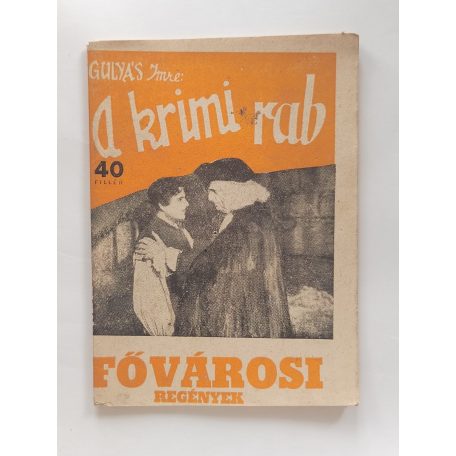 GULYÁS Imre:
a krimi rab
40
FILLÉR
FŐVÁROSI
REGÉNYEK